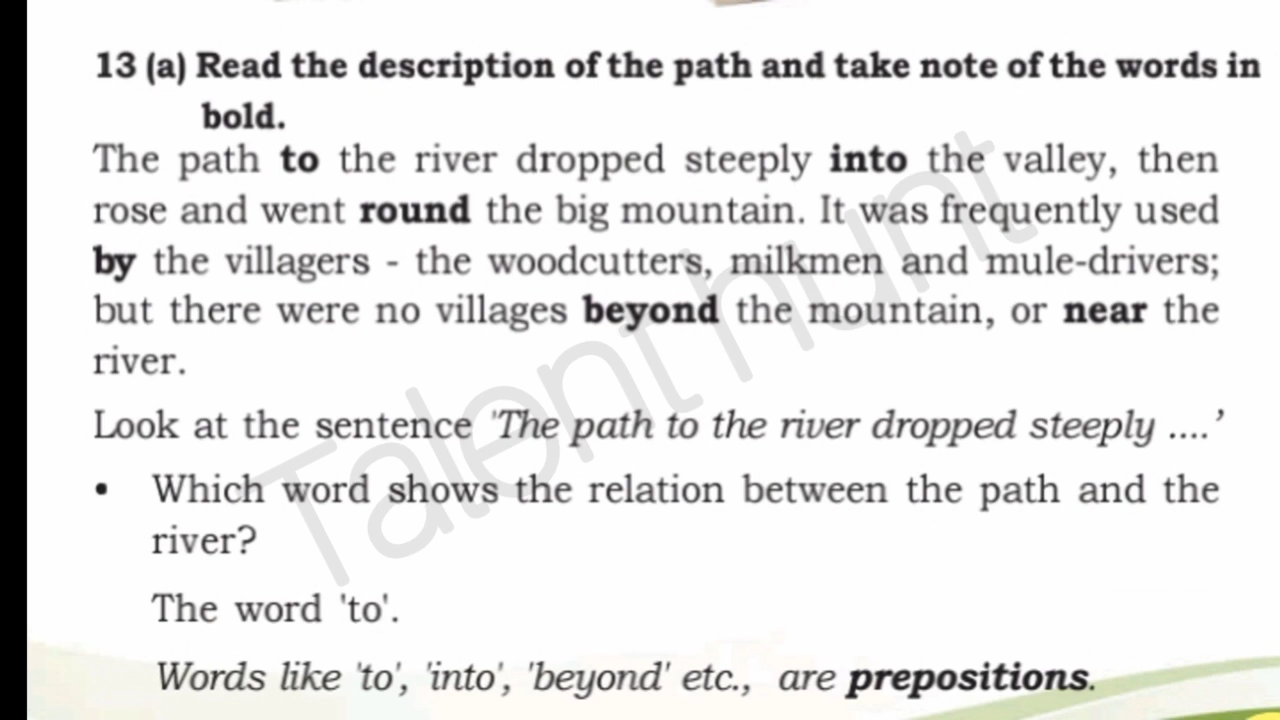 13 (a) Read the description of the path and take note of the words in
bold.
The path to the river dropped steeply into the valley, then
rose and went round the big mountain. It was frequently used
by the villagers - the woodcutters, milkmen and mule-drivers;
but there were no villages beyond the mountain, or near the
river.
Look at the sentence 'The path to the river dropped steeply ....’
• Which word shows the relation between the path and the
river?
The word 'to'.
Words like 'to', 'into', 'beyond' etc., are prepositions.
Talent hunt